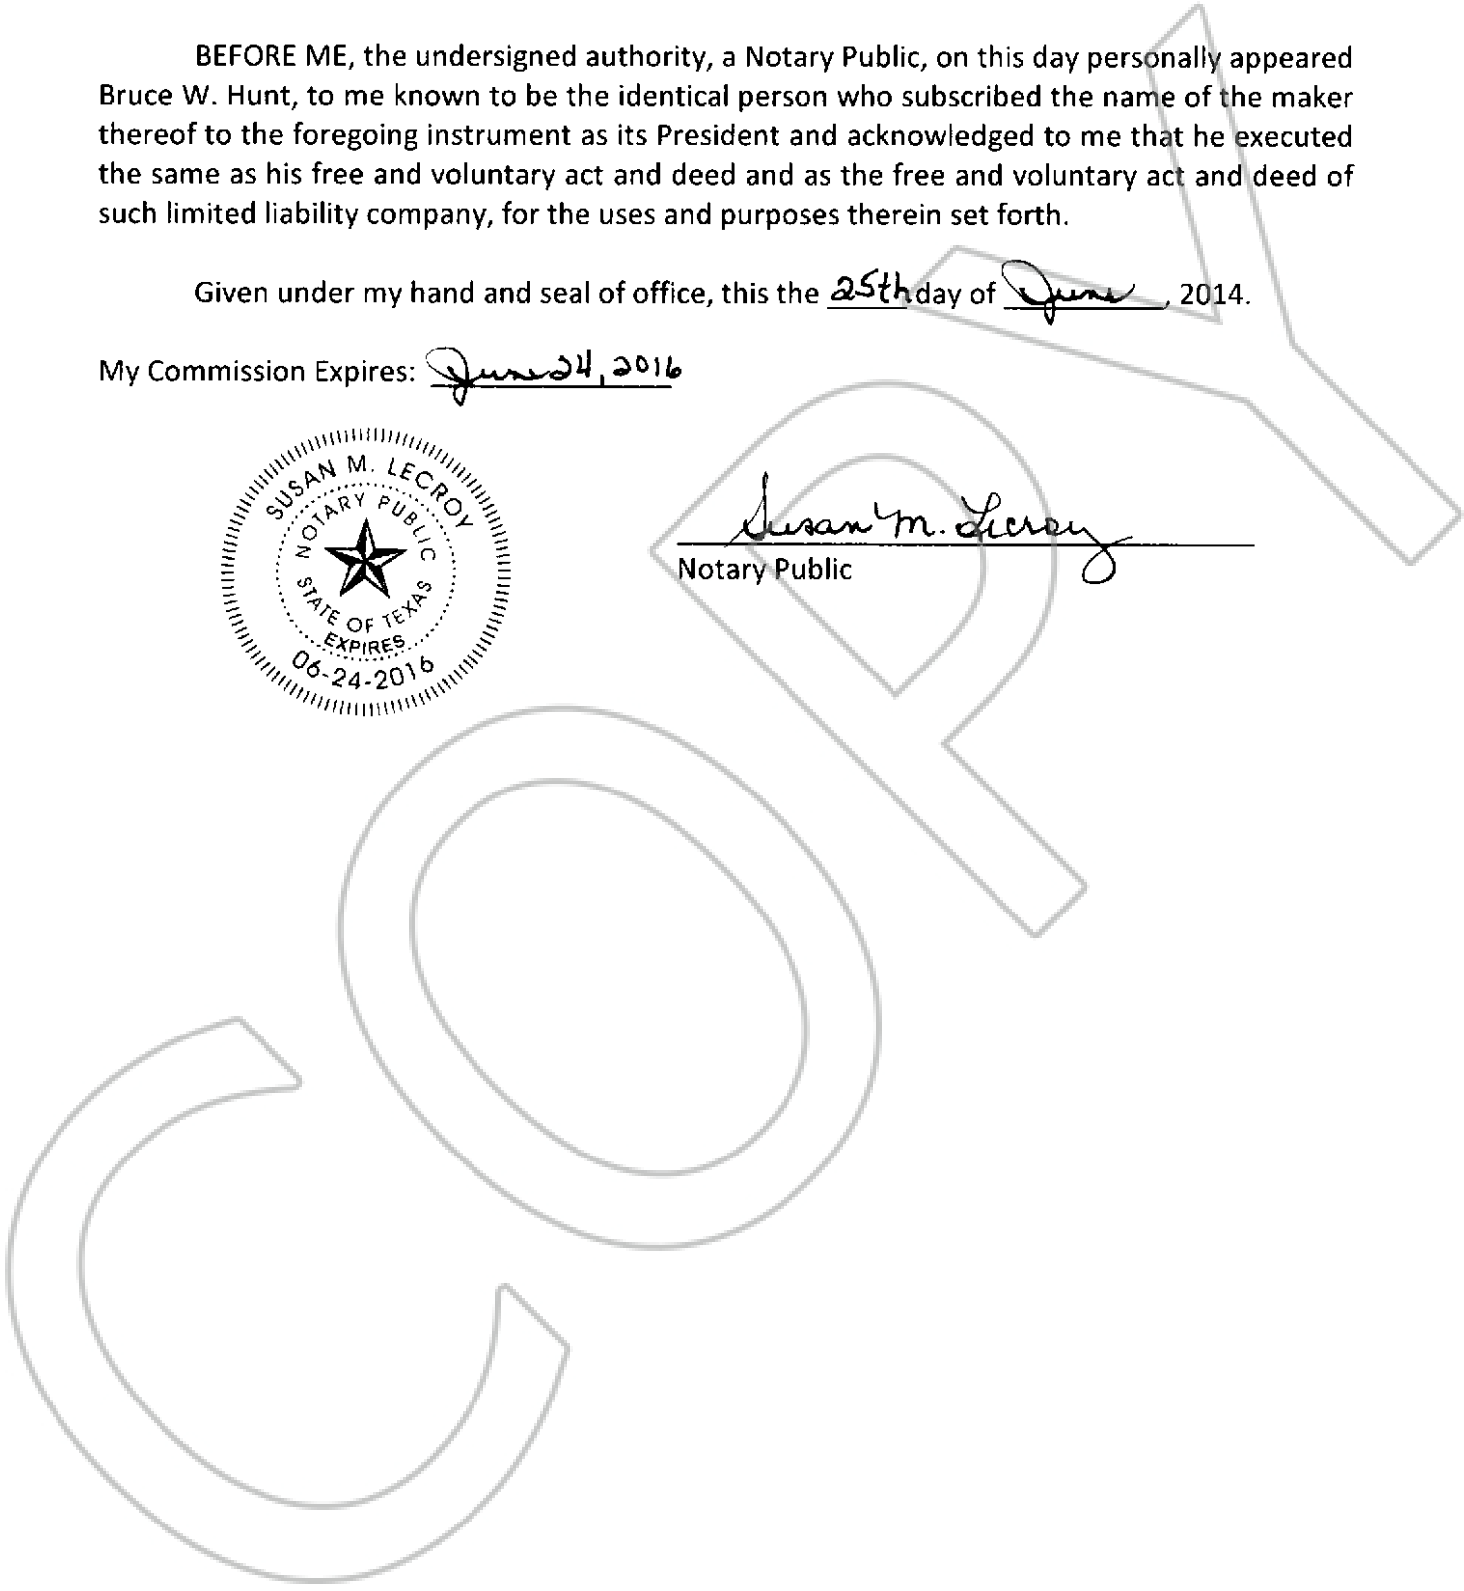 BEFORE ME, the undersigned authority, a Notary Public, on this day personally appeared
Bruce W. Hunt, to me known to be the identical person who subscribed the name of the maker
thereof to the foregoing instrument as its President and acknowledged to me that he executed
the same as his free and voluntary act and deed and as the free and voluntary act and deed of
such limited liability company, for the uses and purposes therein set forth.
Given under my hand and seal of office, this the 25th day of June, 2014.
My Commission Expires: June 24, 2016
SUSAN M. LECROY
NOTARY PUBLIC
STATE OF TEXAS
EXPIRES
06-24-2016
Susan M. Lecroy
Notary Public
COPY